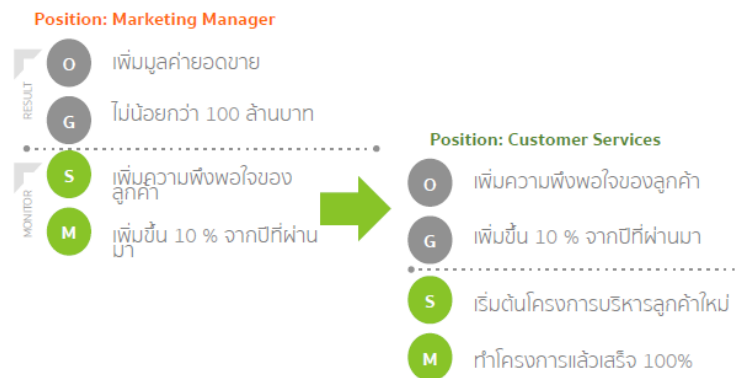 Position: Marketing Manager
RESULT
O
เพิ่มมูลค่ายอดขาย
G
ไม่น้อยกว่า 100 ล้านบาท
MONITOR
S
เพิ่มความพึงพอใจของ
ลูกค้า
M
เพิ่มขึ้น 10 % จากปีที่ผ่าน
มา
Position: Customer Services
O
เพิ่มความพึงพอใจของลูกค้า
G
เพิ่มขึ้น 10 % จากปีที่ผ่านมา
S
เริ่มต้นโครงการบริหารลูกค้าใหม่
M
ทำโครงการแล้วเสร็จ 100%